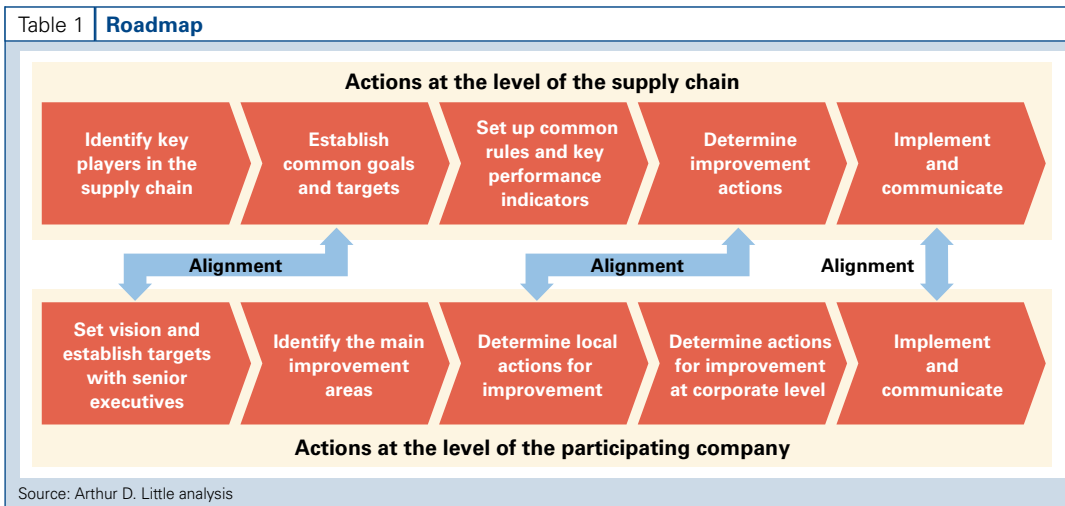 Table 1 Roadmap
Actions at the level of the supply chain
Identify key
players in the
supply chain
Establish
common goals
and targets
Set up common
rules and key
performance
indicators
Determine
improvement
actions
Implement
and
communicate
Alignment
Alignment
Alignment
Set vision and
establish targets
with senior
executives
Identify the main
improvement
areas
Determine local
actions for
improvement
Determine actions
for improvement
at corporate level
Implement
and
communicate
Actions at the level of the participating company
Source: Arthur D. Little analysis